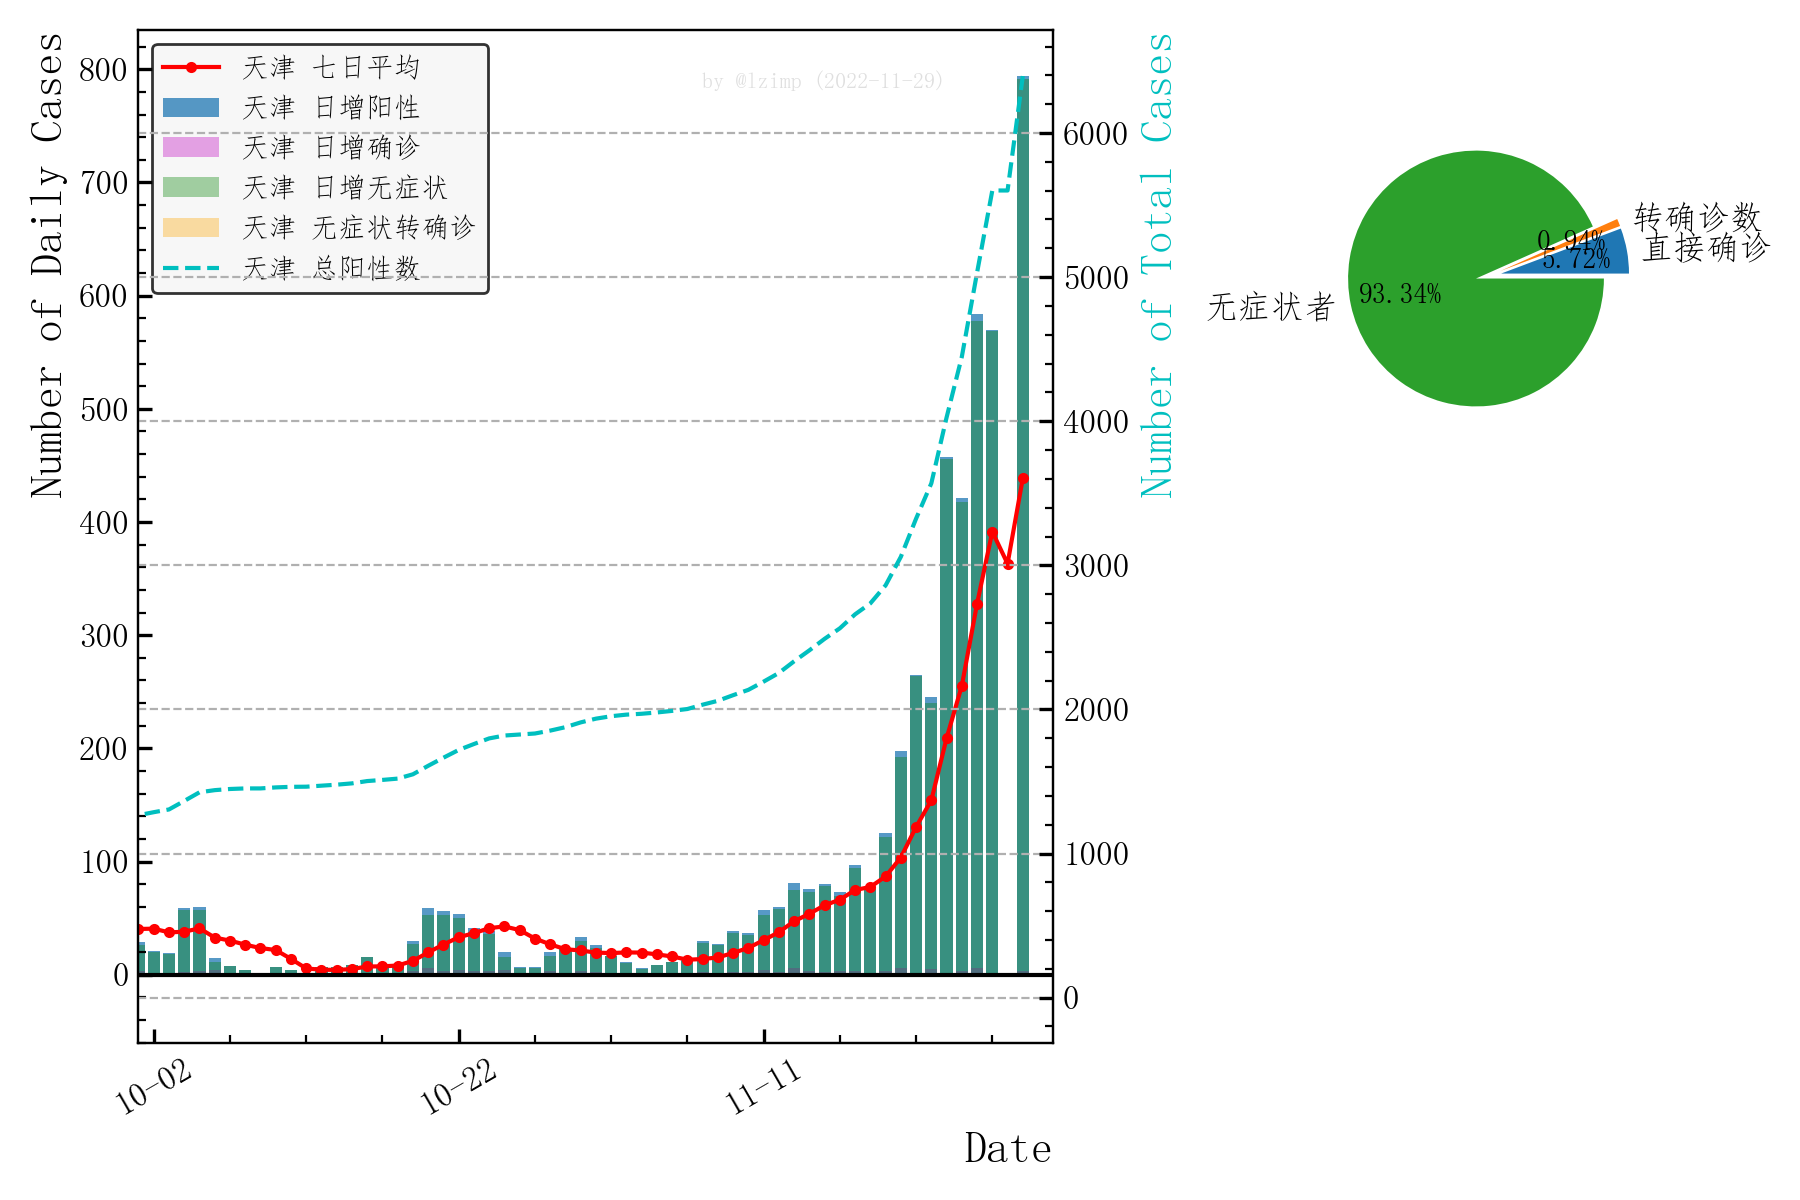 Number of Daily Cases
800
700
600
500
400
300
200
100
0
天津 七日平均
天津 日增阳性
天津 日增确诊
天津 日增无症状
天津 无症状转确诊
天津 总阳性数
by @lzimp (2022-11-29)
6000
5000
4000
3000
2000
1000
0
Number of Total Cases
10-02
10-22
11-11
Date
转确诊数
直接确诊
无症状者
0.94%
5.72%
93.34%